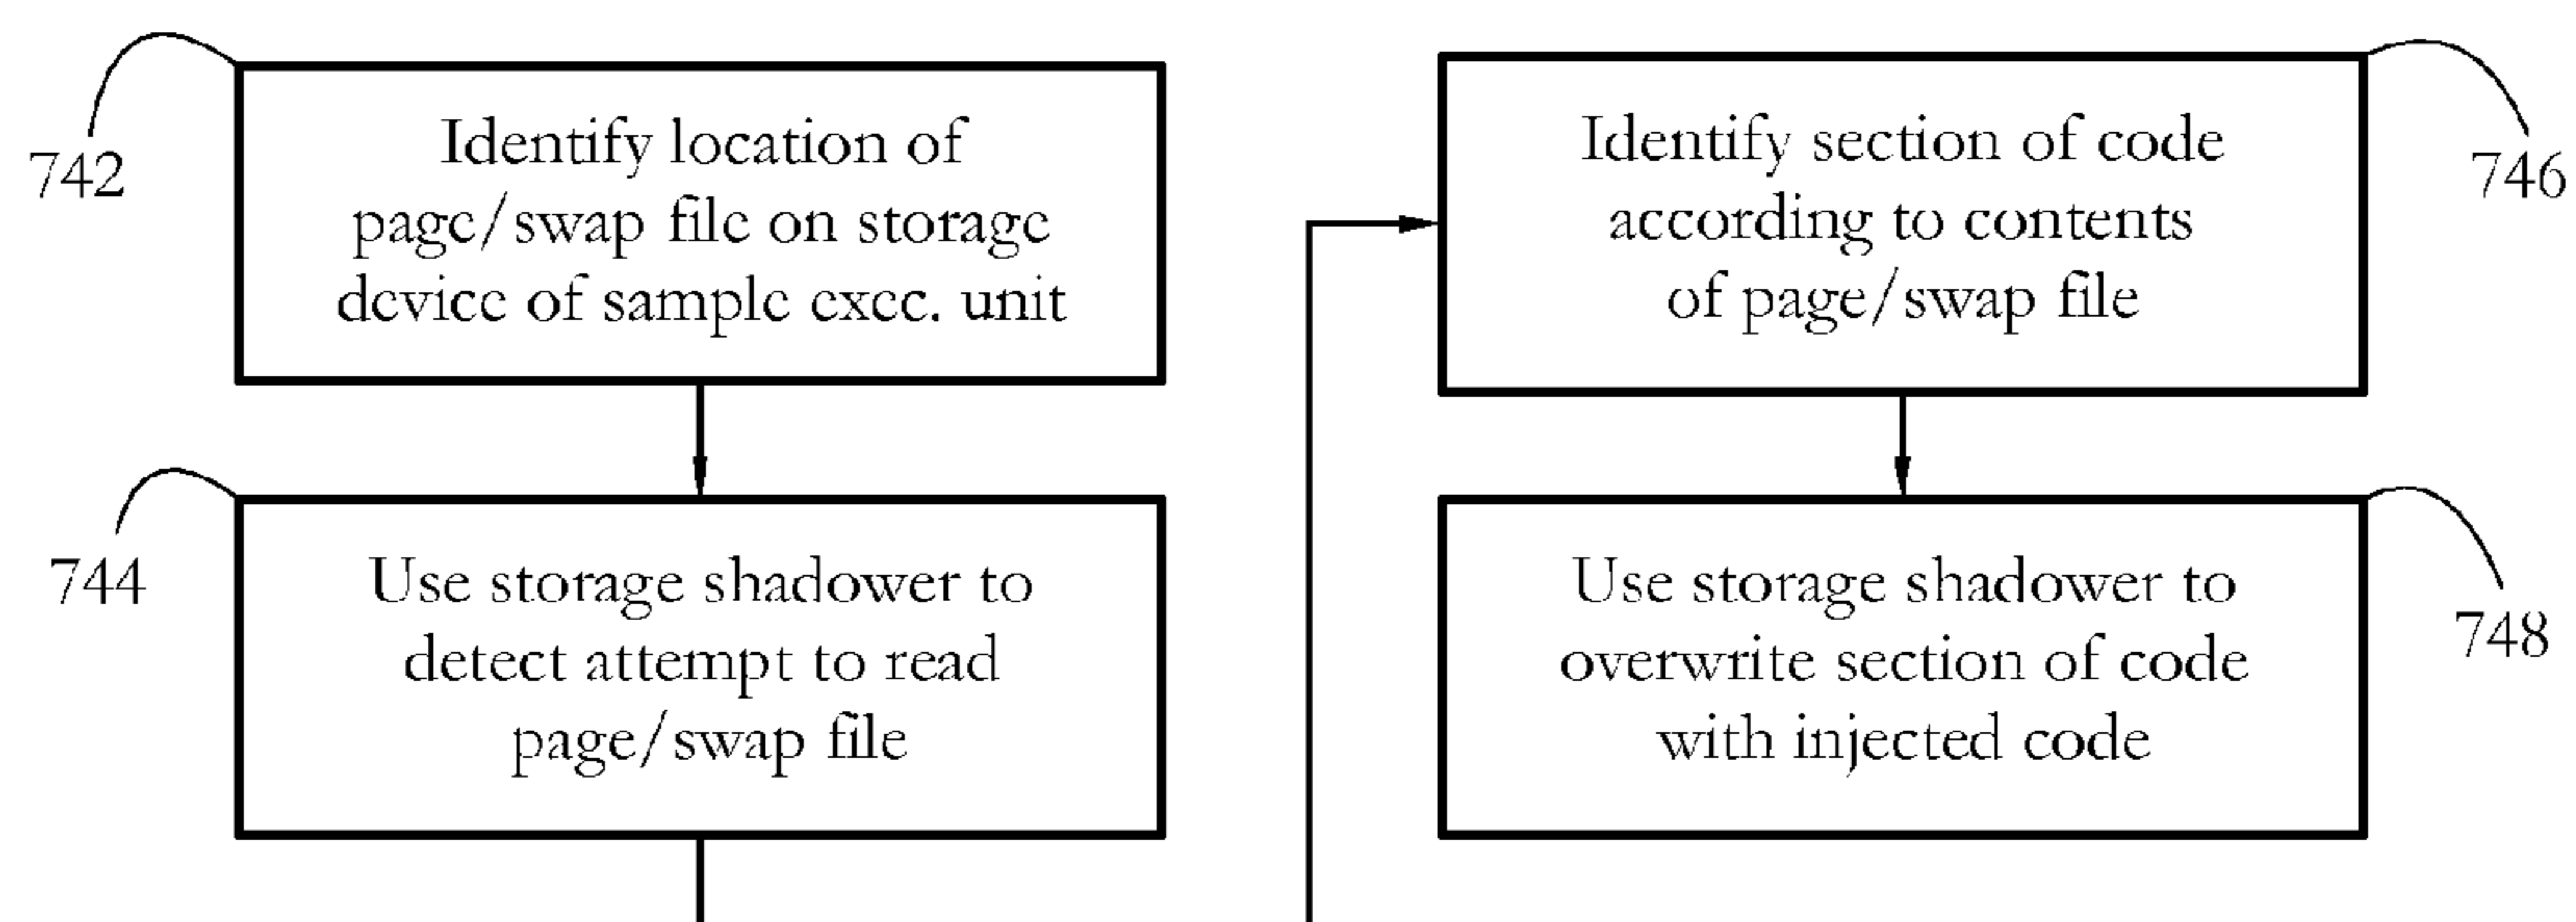 742
Identify location of
page/swap file on storage
device of sample exec. unit
744
Use storage shadower to
detect attempt to read
page/swap file
746
Identify section of code
according to contents
of page/swap file
748
Use storage shadower to
overwrite section of code
with injected code